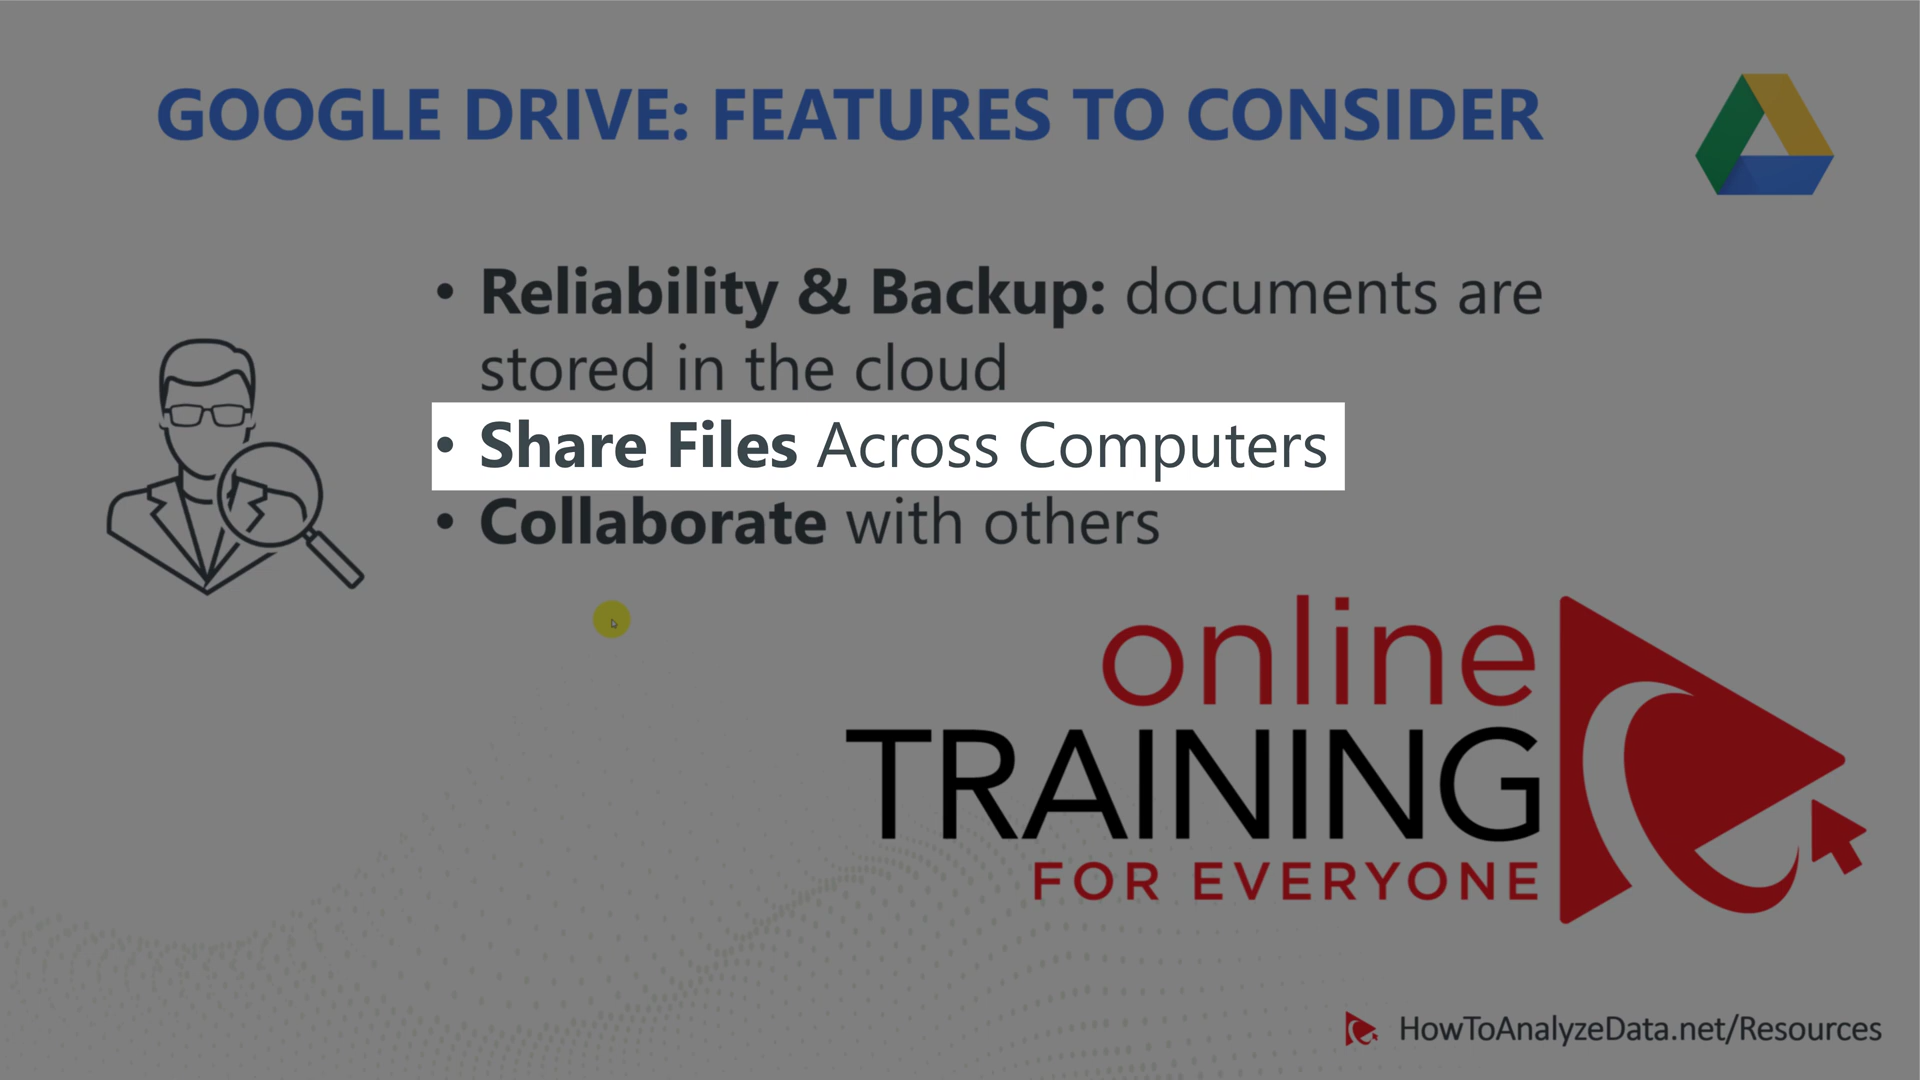 GOOGLE DRIVE: FEATURES TO CONSIDER
• Reliability & Backup: documents are
stored in the cloud
• Share Files Across Computers
• Collaborate with others
online
TRAINING
FOR EVERYONE
HowToAnalyzeData.net/Resources